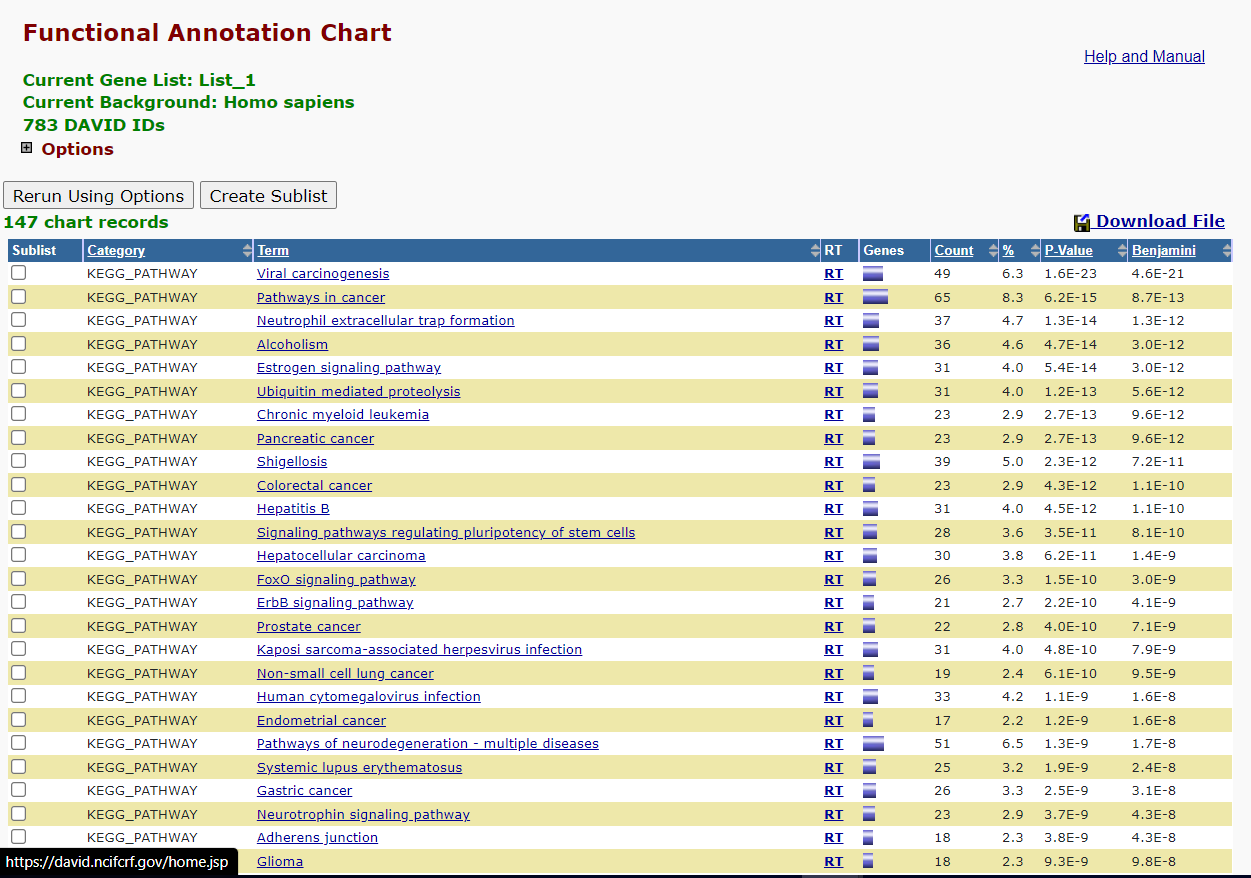 Functional Annotation Chart
Help and Manual
Current Gene List: List_1
Current Background: Homo sapiens
783 DAVID IDs
Options
Rerun Using Options Create Sublist
147 chart records
Download File
Sublist Category Term RT Genes Count % P-Value Benjamini
KEGG_PATHWAY Viral carcinogenesis RT 49 6.3 1.6E-23 4.6E-21
KEGG_PATHWAY Pathways in cancer RT 65 8.3 6.2E-15 8.7E-13
KEGG_PATHWAY Neutrophil extracellular trap formation RT 37 4.7 1.3E-14 1.3E-12
KEGG_PATHWAY Alcoholism RT 36 4.6 4.7E-14 3.0E-12
KEGG_PATHWAY Estrogen signaling pathway RT 31 4.0 5.4E-14 3.0E-12
KEGG_PATHWAY Ubiquitin mediated proteolysis RT 31 4.0 1.2E-13 5.6E-12
KEGG_PATHWAY Chronic myeloid leukemia RT 23 2.9 2.7E-13 9.6E-12
KEGG_PATHWAY Pancreatic cancer RT 23 2.9 2.7E-13 9.6E-12
KEGG_PATHWAY Shigellosis RT 39 5.0 2.3E-12 7.2E-11
KEGG_PATHWAY Colorectal cancer RT 23 2.9 4.3E-12 1.1E-10
KEGG_PATHWAY Hepatitis B RT 31 4.0 4.5E-12 1.1E-10
KEGG_PATHWAY Signaling pathways regulating pluripotency of stem cells RT 28 3.6 3.5E-11 8.1E-10
KEGG_PATHWAY Hepatocellular carcinoma RT 30 3.8 6.2E-11 1.4E-9
KEGG_PATHWAY FoxO signaling pathway RT 26 3.3 1.5E-10 3.0E-9
KEGG_PATHWAY ErbB signaling pathway RT 21 2.7 2.2E-10 4.1E-9
KEGG_PATHWAY Prostate cancer RT 22 2.8 4.0E-10 7.1E-9
KEGG_PATHWAY Kaposi sarcoma-associated herpesvirus infection RT 31 4.0 4.8E-10 7.9E-9
KEGG_PATHWAY Non-small cell lung cancer RT 19 2.4 6.1E-10 9.5E-9
KEGG_PATHWAY Human cytomegalovirus infection RT 33 4.2 1.1E-9 1.6E-8
KEGG_PATHWAY Endometrial cancer RT 17 2.2 1.2E-9 1.6E-8
KEGG_PATHWAY Pathways of neurodegeneration - multiple diseases RT 51 6.5 1.3E-9 1.7E-8
KEGG_PATHWAY Systemic lupus erythematosus RT 25 3.2 1.9E-9 2.4E-8
KEGG_PATHWAY Gastric cancer RT 26 3.3 2.5E-9 3.1E-8
KEGG_PATHWAY Neurotrophin signaling pathway RT 23 2.9 3.7E-9 4.3E-8
KEGG_PATHWAY Adherens junction RT 18 2.3 3.8E-9 4.3E-8
https://david.ncifcrf.gov/home.jsp Glioma RT 18 2.3 9.3E-9 9.8E-8